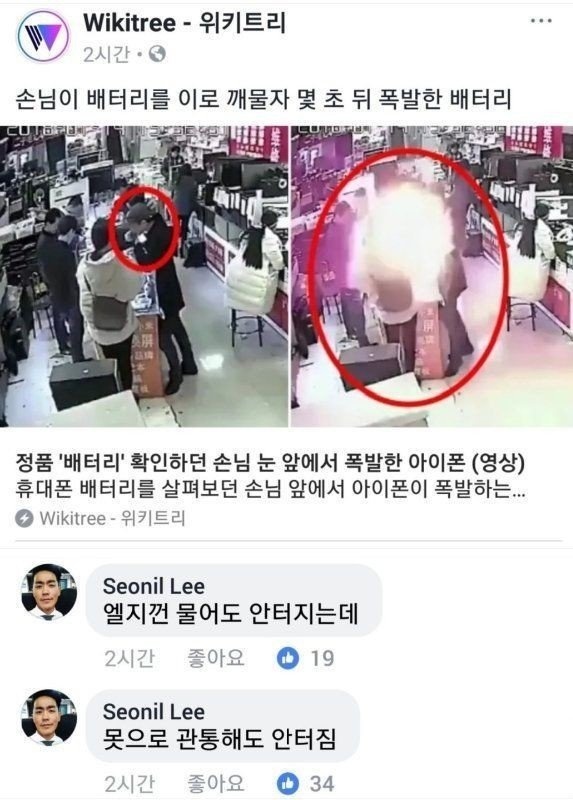 Wikitree - 위키트리
2시간
손님이 배터리를 이로 깨물자 몇 초 뒤 폭발한 배터리
정품 '배터리' 확인하던 손님 눈 앞에서 폭발한 아이폰 (영상)
휴대폰 배터리를 살펴보던 손님 앞에서 아이폰이 폭발하는...
Wikitree - 위키트리
Seonil Lee
엘지껀 물어도 안터지는데
2시간 좋아요 19
Seonil Lee
못으로 관통해도 안터짐
2시간 좋아요 34